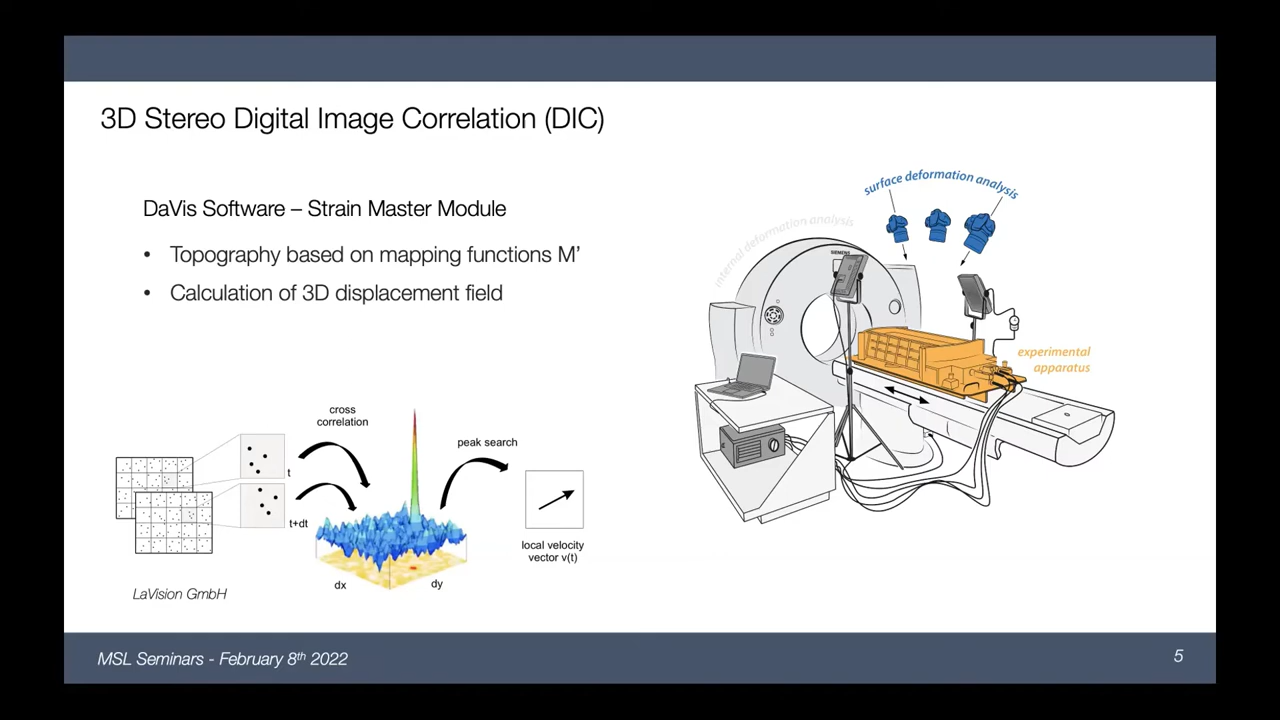 3D Stereo Digital Image Correlation (DIC)
DaVis Software – Strain Master Module
• Topography based on mapping functions M’
• Calculation of 3D displacement field
surface deformation analysis
internal deformation analysis
SIEMENS
experimental
apparatus
cross
correlation
peak search
t
t+dt
dx
dy
local velocity
vector v(t)
LaVision GmbH
MSL Seminars - February 8th 2022
5